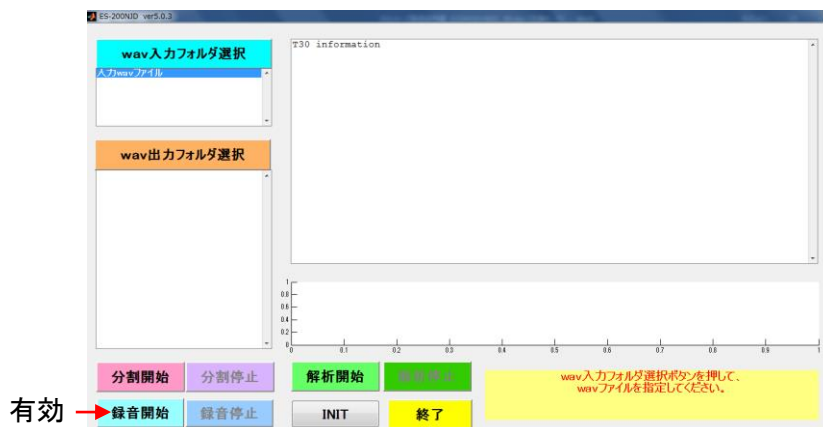 ES-200NID ver5.0.3
wav入力フォルダ選択
入力wavファイル
T30 information
wav出力フォルダ選択
1
0.8
0.6
0.4
0.2
0
0 0.1 0.2 0.3 0.4 0.5 0.6 0.7 0.8 0.9 1
分割開始 分割停止 解析開始 解析停止
wav入力フォルダ選択ボタンを押して、
wavファイルを指定してください。
有効 録音開始 録音停止 INIT 終了